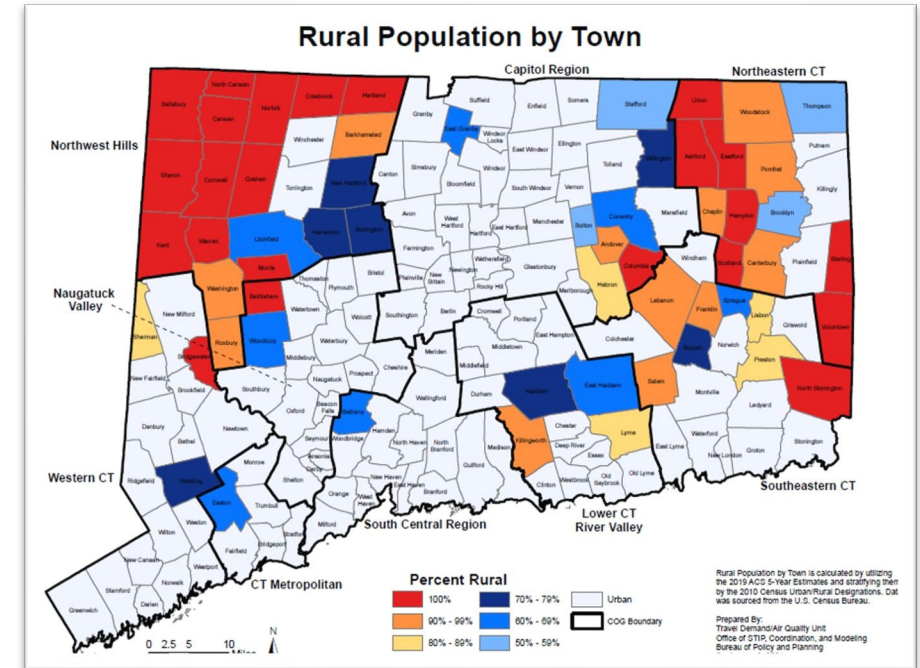 Rural Population by Town
Capitol Region
Northeastern CT
Northwest Hills
Naugatuck
Valley
Western CT
CT Metropolitan
South Central Region
Lower CT
River Valley
Southeastern CT
Salisbury
North Canaan
Canaan
Norfolk
Colebrook
Hartland
Winchester
Barkhamsted
Granby
Suffield
East Granby
Windsor
Locks
Enfield
Somers
Stafford
Union
Woodstock
Thompson
Sharon
Cornwall
Goshen
Torrington
New Hartford
Canton
Simsbury
Bloomfield
Windsor
East Windsor
Ellington
Tolland
Willington
Ashford
Eastford
Pomfret
Putnam
Killingly
South Windsor
Vernon
Kent
Warren
Litchfield
Harwinton
Burlington
Avon
West
Hartford
Hartford
East Hartford
Manchester
Bolton
Coventry
Mansfield
Chaplin
Hampton
Brooklyn
Farmington
Andover
Windham
Scotland
Canterbury
Plainfield
Sterling
Washington
Morris
Bethlehem
Thomaston
Plymouth
Bristol
Plainville
New
Britain
Newington
Wethersfield
Rocky Hill
Glastonbury
Marlborough
Hebron
Columbia
Lebanon
Franklin
Sprague
Lisbon
Griswold
Voluntown
New Milford
Sherman
Roxbury
Woodbury
Watertown
Wolcott
Southington
Berlin
Cromwell
Portland
East Hampton
Colchester
Bozrah
Norwich
Preston
North Stonington
Bridgewater
Middlebury
Waterbury
Meriden
Middletown
Middlefield
New Fairfield
Brookfield
Southbury
Naugatuck
Prospect
Cheshire
Wallingford
Durham
Haddam
East Haddam
Salem
Montville
Ledyard
Oxford
Beacon
Falls
Bethany
Hamden
Danbury
Bethel
Newtown
Seymour
Woodbridge
North Haven
North
Branford
Madison
Killingworth
Chester
Deep River
Essex
Lyme
East Lyme
Waterford
New London
Groton
Stonington
Ansonia
Derby
Monroe
Shelton
Guilford
Ridgefield
Redding
Easton
Trumbull
Orange
West
Haven
New Haven
East Haven
Branford
Clinton
Westbrook
Old
Saybrook
Old Lyme
Weston
Wilton
Fairfield
Bridgeport
Stratford
Milford
New Canaan
Westport
Norwalk
Stamford
Darien
Greenwich
0 2.5 5 10
Miles
N
Percent Rural
100%
90% - 99%
80% - 89%
70% - 79%
60% - 69%
50% - 59%
Urban
COG Boundary
Rural Population by Town is calculated by utilizing
the 2019 ACS 5-Year Estimates and stratifying them
by the 2010 Census Urban/Rural Designations. Dat
was sourced from the U.S. Census Bureau.
Prepared By:
Travel Demand/Air Quality Unit
Office of STIP, Coordination, and Modeling
Bureau of Policy and Planning